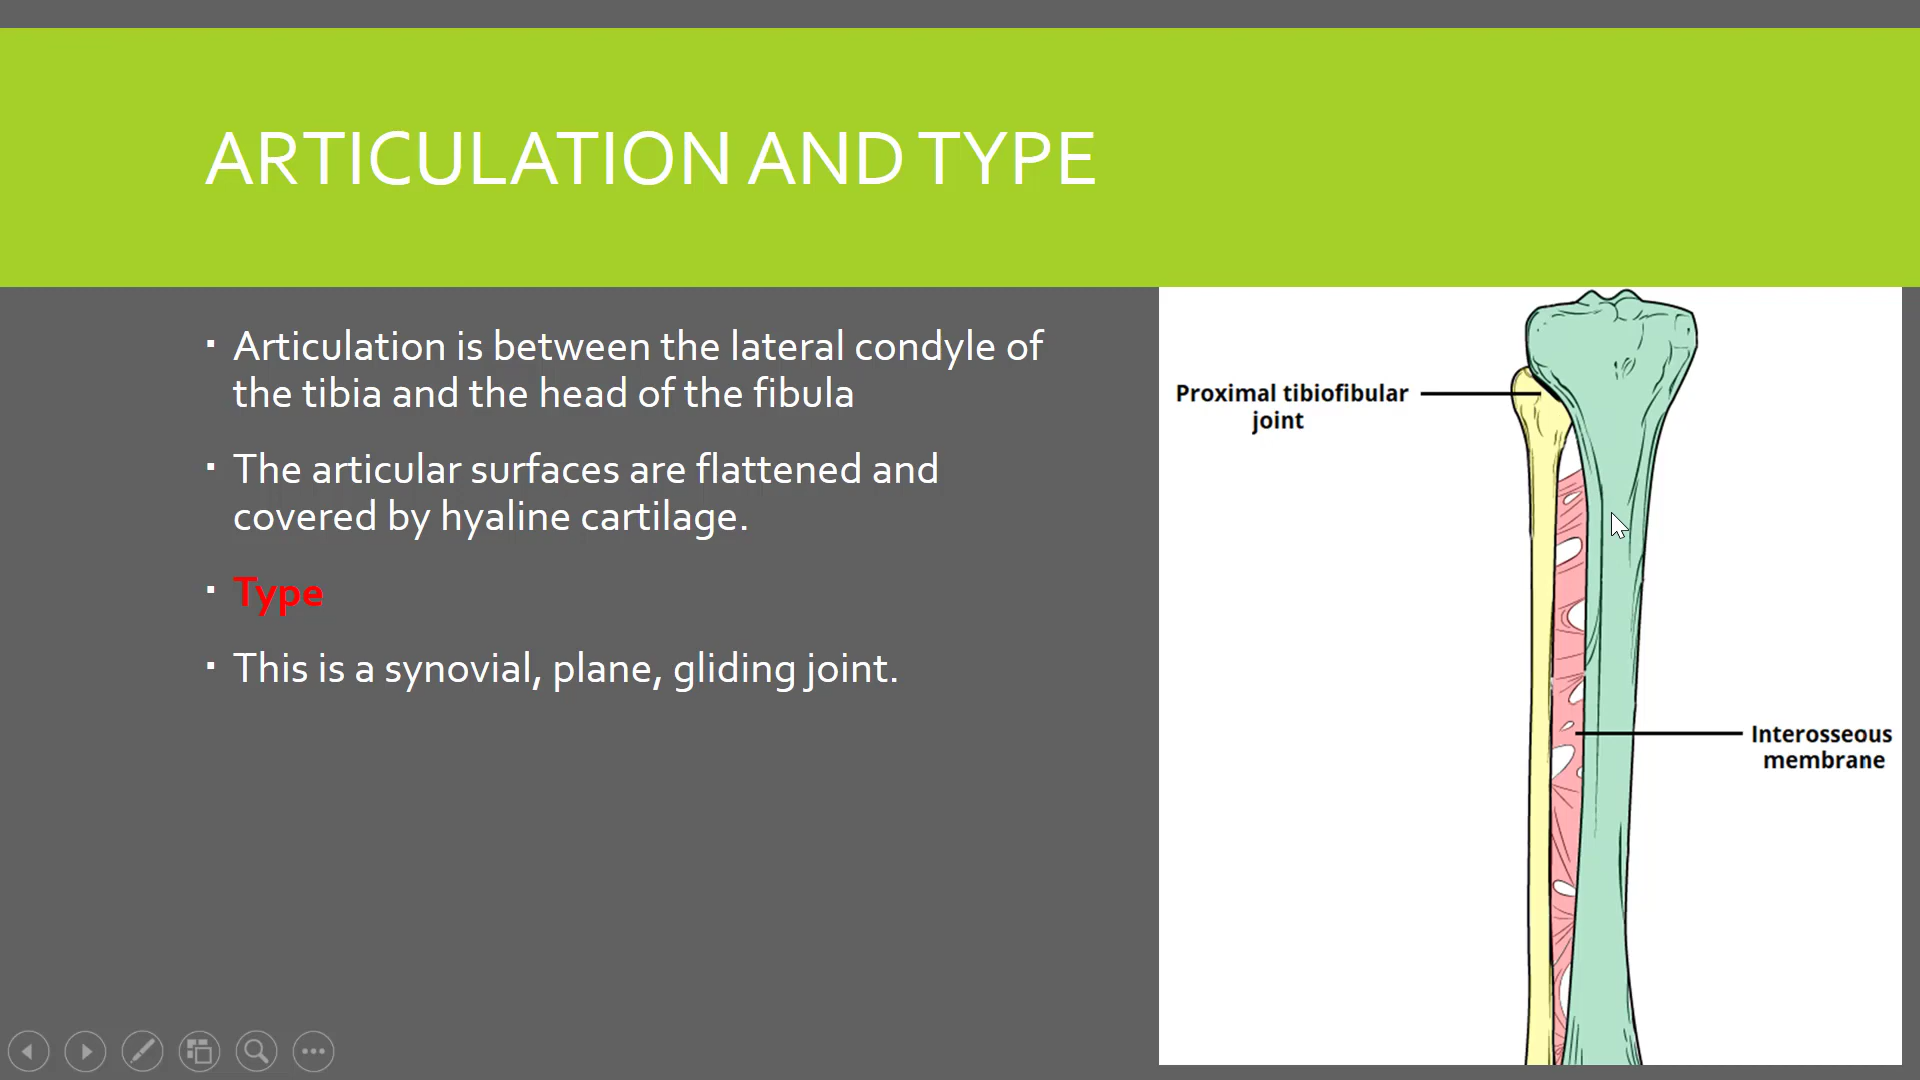 ARTICULATION AND TYPE
▪ Articulation is between the lateral condyle of
the tibia and the head of the fibula
▪ The articular surfaces are flattened and
covered by hyaline cartilage.
▪ Type
▪ This is a synovial, plane, gliding joint.
Proximal tibiofibular
joint
Interosseous
membrane